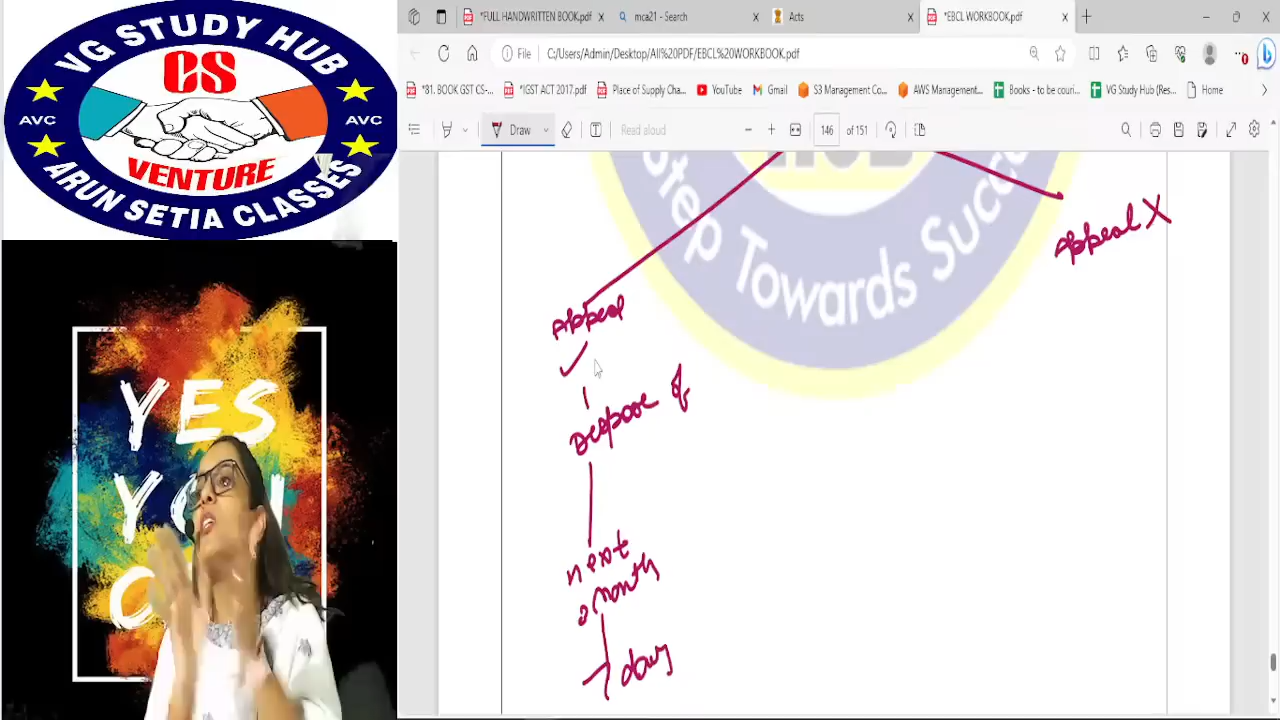 VG STUDY HUB
CS
AVC
AVC
VENTURE
ARUN SETIA CLASSES
YES
*FULL HANDWRITTEN BOOK.pdf
mca21 - Search
Acts
*EBCL WORKBOOK.pdf
File
C:/Users/Admin/Desktop/All%20PDF/EBCL%20WORKBOOK.pdf
*81. BOOK GST CS-...
*IGST ACT 2017.pdf
Place of Supply Cha...
YouTube
Gmail
S3 Management Co...
AWS Management...
Books - to be couri...
VG Study Hub (Res...
Home
Draw
Read aloud
146 of 151
Step Towards Succ
Appeal X
Appeal
✓
Dispose of
next
month
7 days